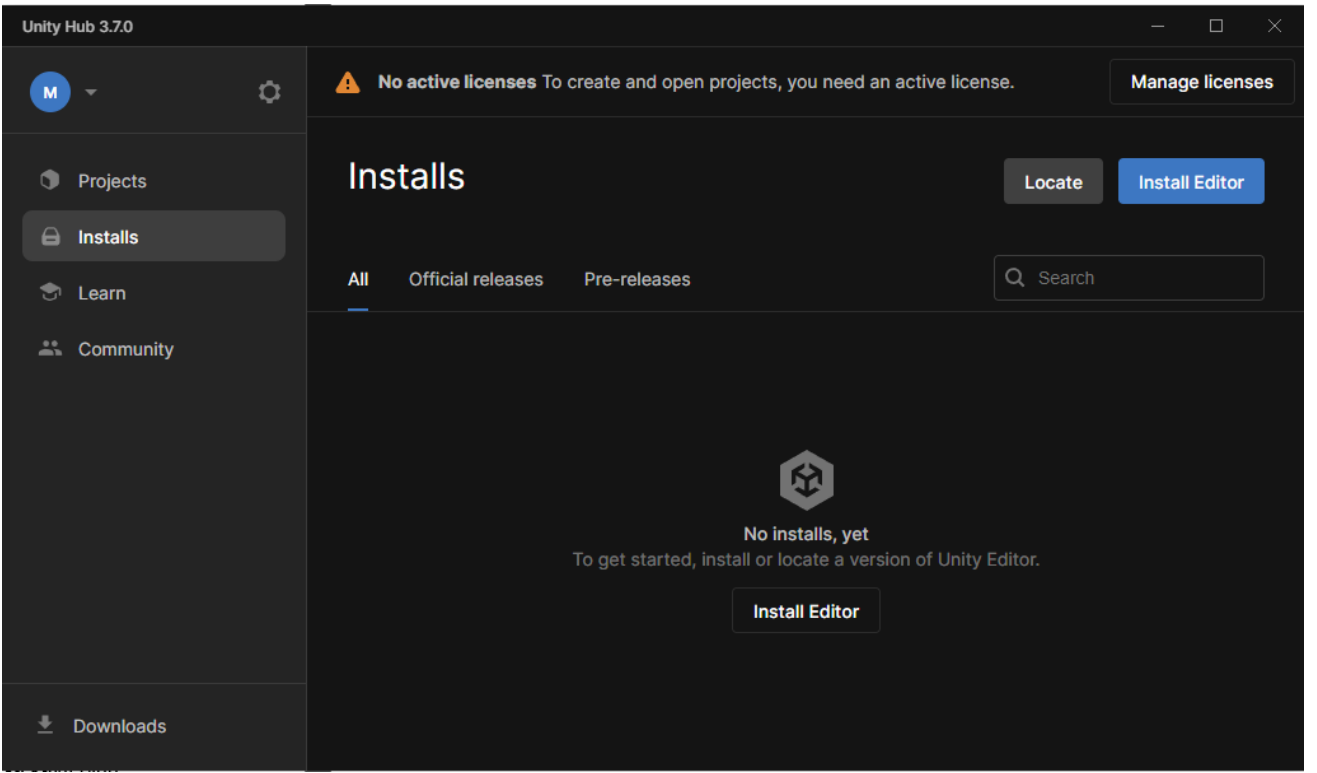 Unity Hub 3.7.0
M
No active licenses To create and open projects, you need an active license.
Manage licenses
Projects
Installs
Learn
Community
Downloads
Installs
Locate
Install Editor
All
Official releases
Pre-releases
Search
No installs, yet
To get started, install or locate a version of Unity Editor.
Install Editor